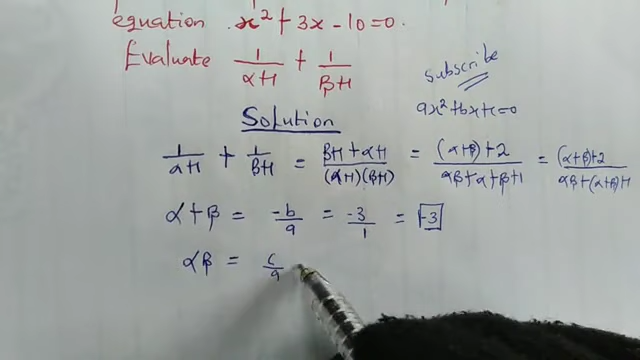 equation x² + 3x - 10 = 0.
Evaluate 1/(α+1) + 1/(β+1)
subscribe
ax² + bx + c = 0
Solution
1/(α+1) + 1/(β+1) = (β+1 + α+1)/((α+1)(β+1)) = ((α+β)+2)/(αβ+α+β+1) = ((α+β)+2)/(αβ+(α+β)+1)
α+β = -b/a = -3/1 = -3
αβ = c/a